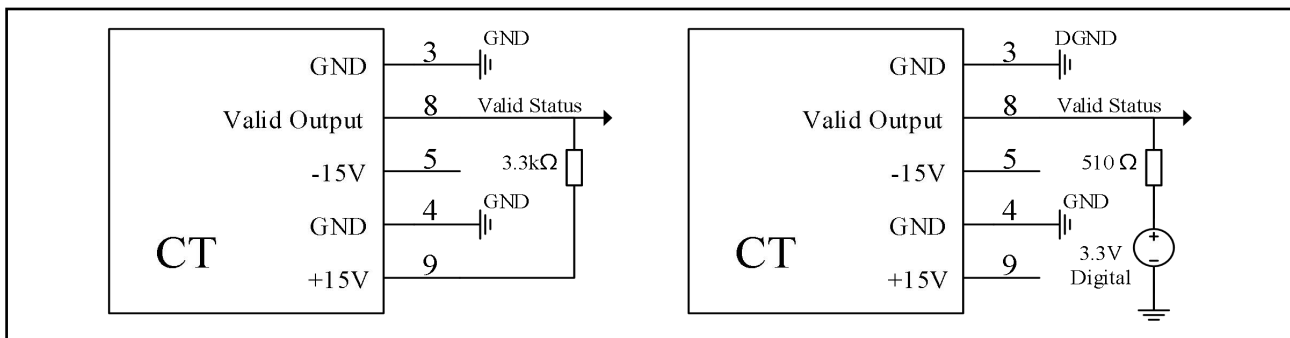 3 GND
GND
8 Valid Status
Valid Output
5
-15V
3.3kΩ
4 GND
GND
CT
9
+15V
3 DGND
GND
8 Valid Status
Valid Output
5
-15V
510 Ω
4 GND
GND
CT
9
+15V
3.3V
Digital